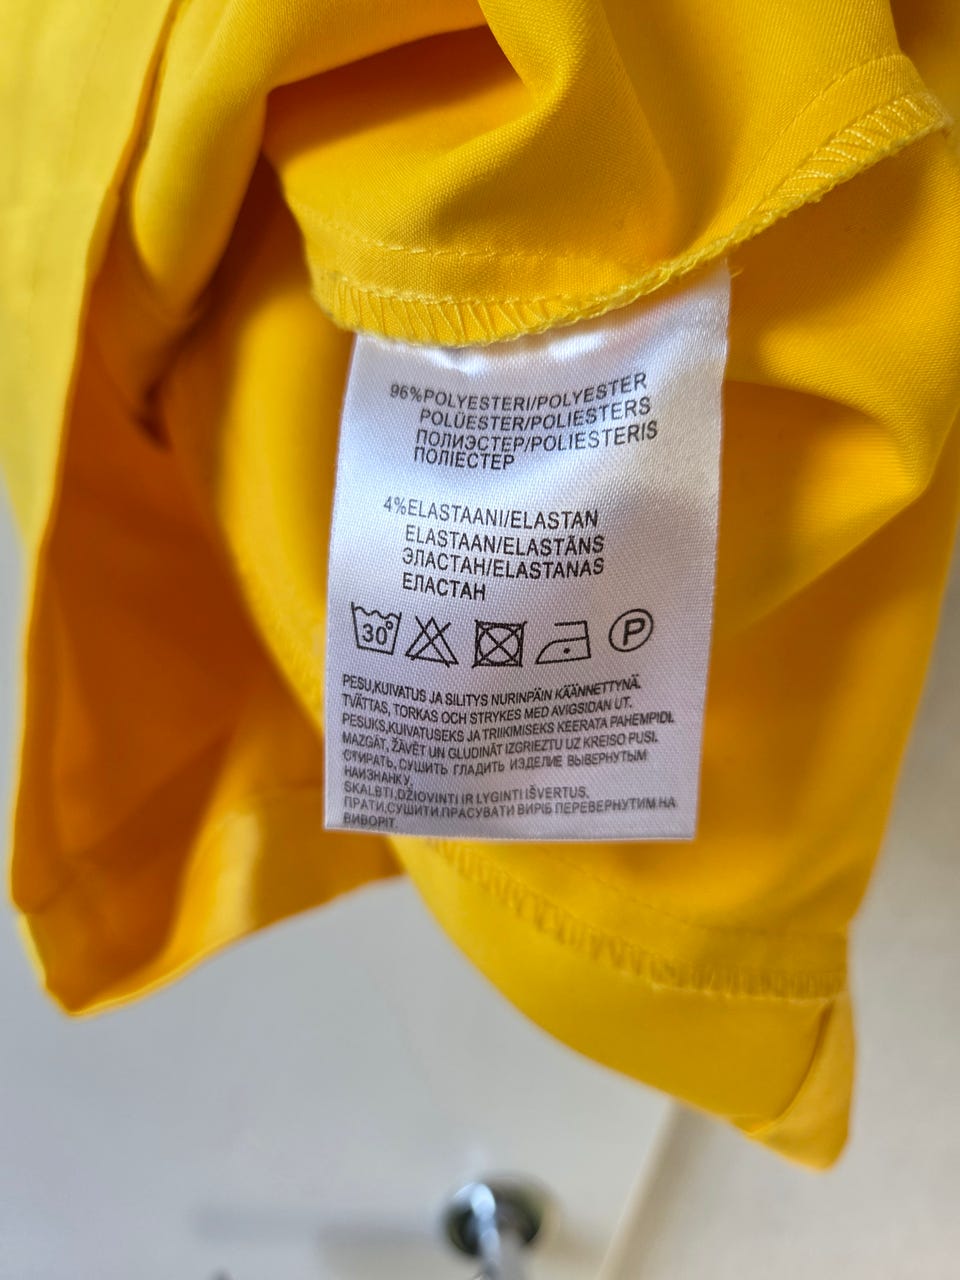 96%POLYESTERI/POLYESTER
POLÜESTER/POLIESTERS
ПОЛИЭСТЕР/POLIESTERIS
ПОЛІЕСТЕР
4%ELASTAANI/ELASTAN
ELASTAAN/ELASTĀNS
ЭЛАСТАН/ELASTANAS
ЕЛАСТАН
30° P
PESU,KUIVATUS JA SILITYS NURINPÄIN KÄÄNNETTYNÄ.
TVÄTTAS, TORKAS OCH STRYKES MED AVIGSIDAN UT.
PESUKS,KUIVATUSEKS JA TRIIKIMISEKS KEERATA PAHEMPIDI.
MAZGĀT, ŽĀVĒT UN GLUDINĀT IZGRIEZTU UZ KREISO PUSI.
СТИРАТЬ, СУШИТЬ ГЛАДИТЬ ИЗДЕЛИЕ ВЫВЕРНУТЫМ
НАИЗНАНКУ.
SKALBTI,DŽIOVINTI IR LYGINTI IŠVERTUS.
ПРАТИ,СУШИТИ,ПРАСУВАТИ ВИРІБ ПЕРЕВЕРНУТИМ НА
ВИВОРІТ.